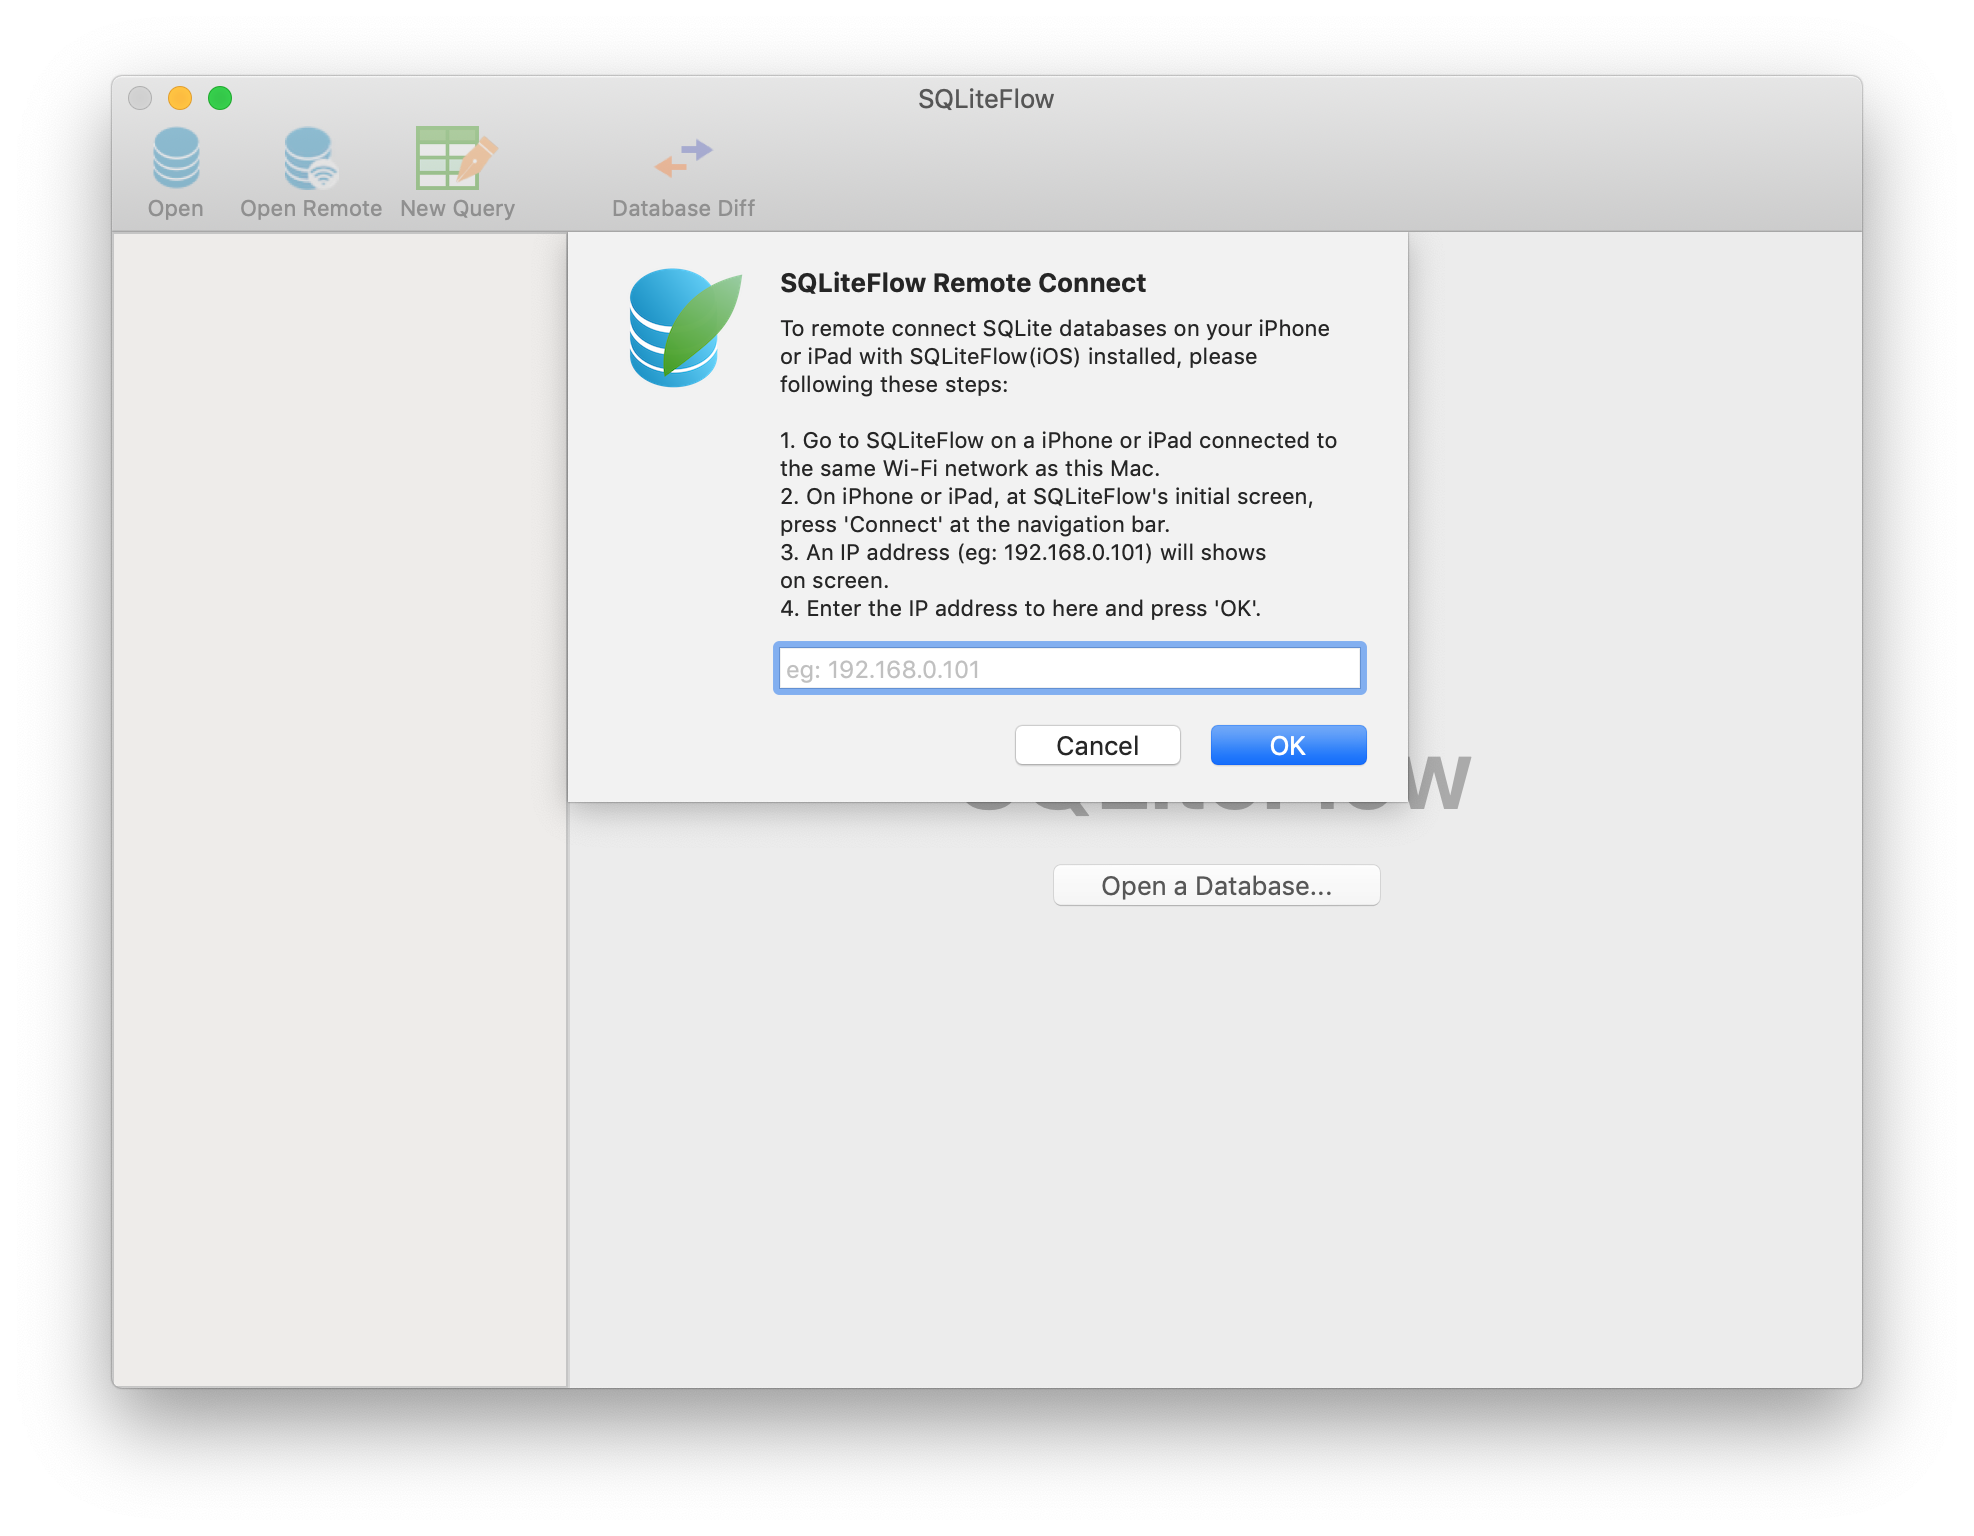 SQLiteFlow
Open
Open Remote
New Query
Database Diff
SQLiteFlow Remote Connect
To remote connect SQLite databases on your iPhone
or iPad with SQLiteFlow(iOS) installed, please
following these steps:
1. Go to SQLiteFlow on a iPhone or iPad connected to
the same Wi-Fi network as this Mac.
2. On iPhone or iPad, at SQLiteFlow's initial screen,
press 'Connect' at the navigation bar.
3. An IP address (eg: 192.168.0.101) will shows
on screen.
4. Enter the IP address to here and press 'OK'.
eg: 192.168.0.101
Cancel
OK
SQLiteFlow
Open a Database...